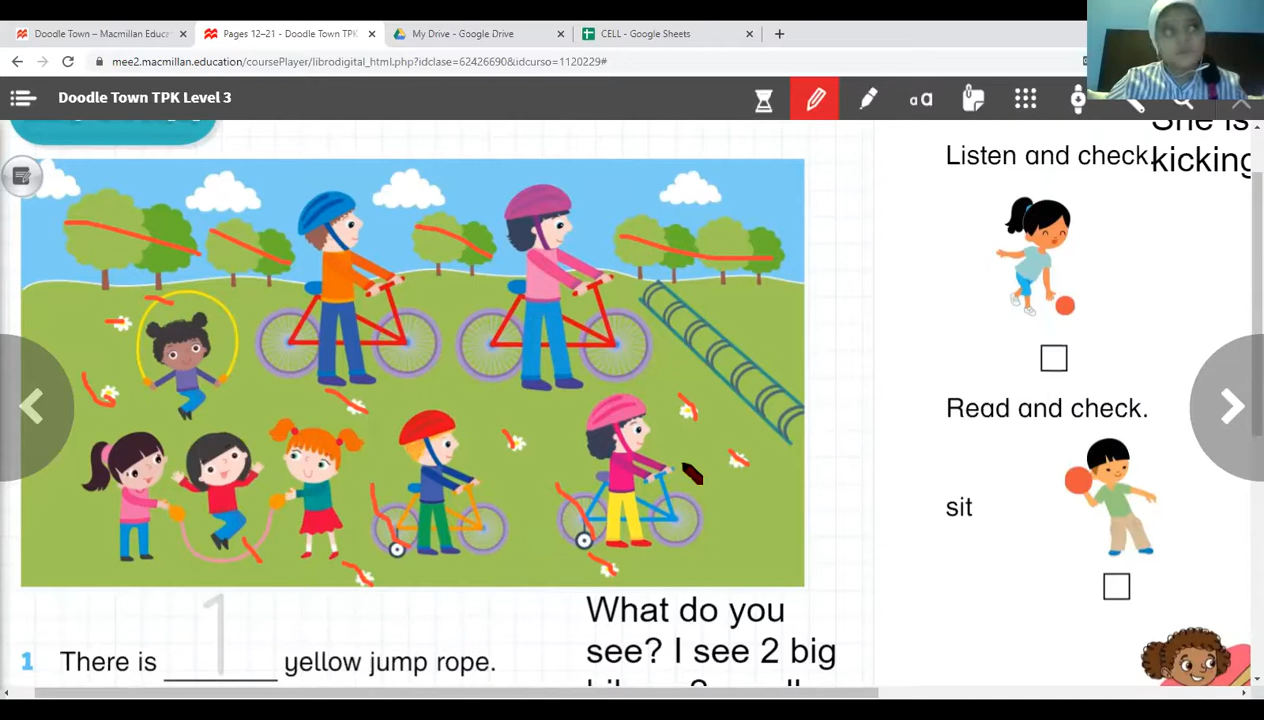 Doodle Town – Macmillan Educa
Pages 12–21 - Doodle Town TPK
My Drive - Google Drive
CELL - Google Sheets
mee2.macmillan.education/coursePlayer/librodigital_html.php?idclase=62426690&idcurso=1120229#
Doodle Town TPK Level 3
aa
She is
kicking
Listen and check.
Read and check.
sit
What do you
see? I see 2 big
1
1 There is ________ yellow jump rope.